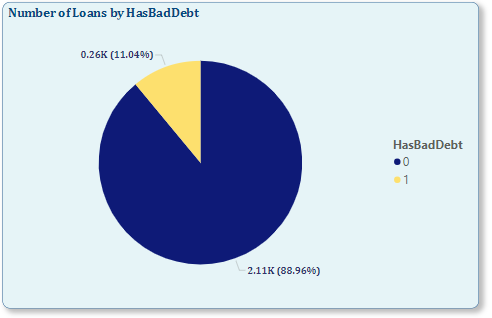 Number of Loans by HasBadDebt
0.26K (11.04%)
HasBadDebt
0
1
2.11K (88.96%)